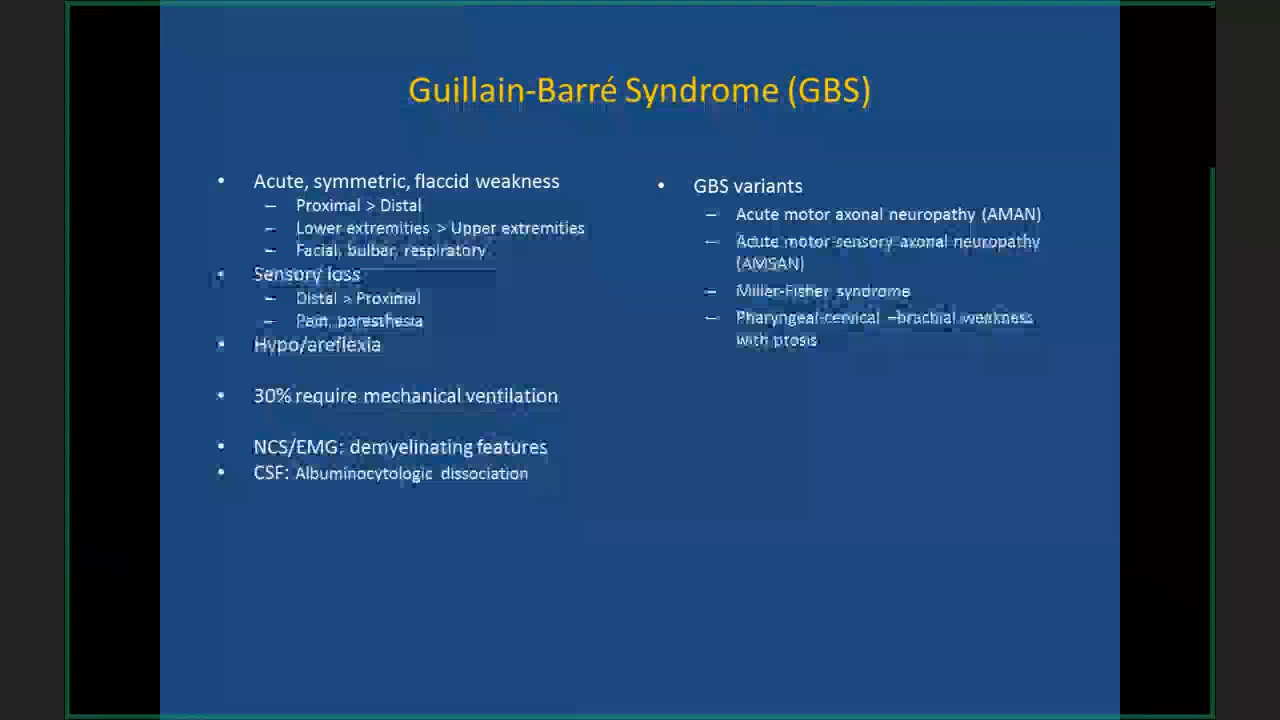 Guillain-Barré Syndrome (GBS)
• Acute, symmetric, flaccid weakness
– Proximal > Distal
– Lower extremities > Upper extremities
– Facial, bulbar, respiratory
• Sensory loss
– Distal > Proximal
– Pain, paresthesia
• Hypo/areflexia
• 30% require mechanical ventilation
• NCS/EMG: demyelinating features
• CSF: Albuminocytologic dissociation
• GBS variants
– Acute motor axonal neuropathy (AMAN)
– Acute motor sensory axonal neuropathy
(AMSAN)
– Miller-Fisher syndrome
– Pharyngeal-cervical –brachial weakness
with ptosis